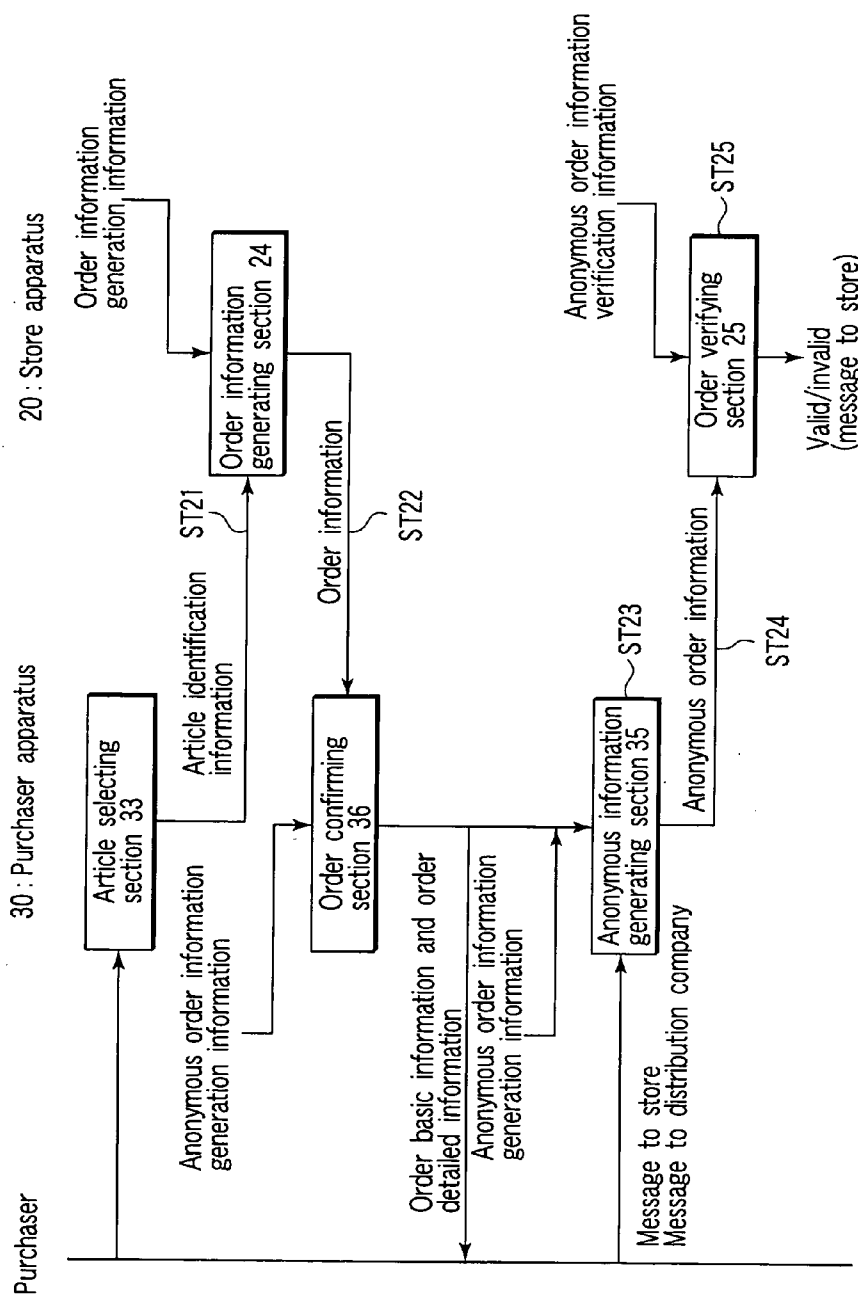 Purchaser
30 : Purchaser apparatus
20 : Store apparatus
Order information
generation information
Article selecting
section 33
Article identification
information
ST21
Order information
generating section 24
Anonymous order information
generation information
Order information
ST22
Order confirming
section 36
Order basic information and order
detailed information
Anonymous order information
generation information
Message to store
Message to distribution company
Anonymous information
generating section 35
ST23
Anonymous order information
ST24
Anonymous order information
verification information
Order verifying
section 25
ST25
Valid/invalid
(message to store)